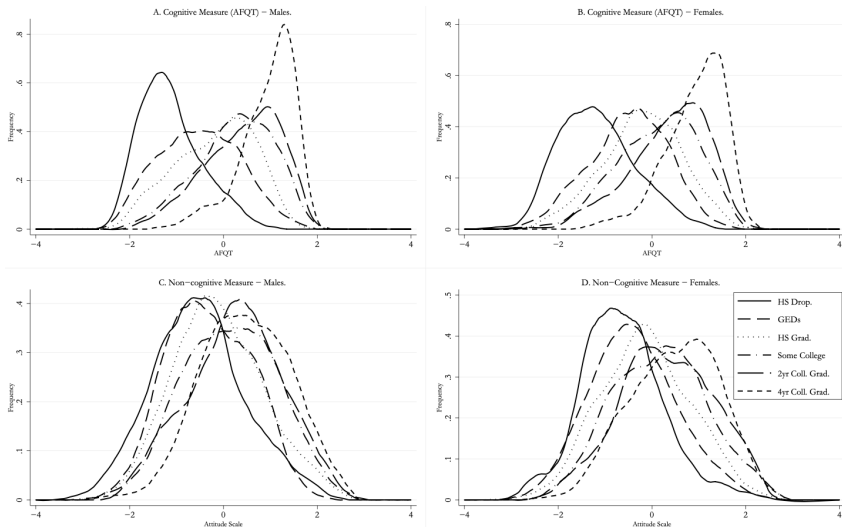 A. Cognitive Measure (AFQT) – Males.
Frequency
.8
.6
.4
.2
0
−4
−2
0
2
4
AFQT
B. Cognitive Measure (AFQT) – Females.
Frequency
.8
.6
.4
.2
0
−4
−2
0
2
4
AFQT
C. Non-cognitive Measure – Males.
Frequency
.4
.3
.2
.1
0
−4
−2
0
2
4
Attitude Scale
D. Non-Cognitive Measure – Females.
Frequency
.5
.4
.3
.2
.1
0
−4
−2
0
2
4
Attitude Scale
HS Drop.
GEDs
HS Grad.
Some College
2yr Coll. Grad.
4yr Coll. Grad.